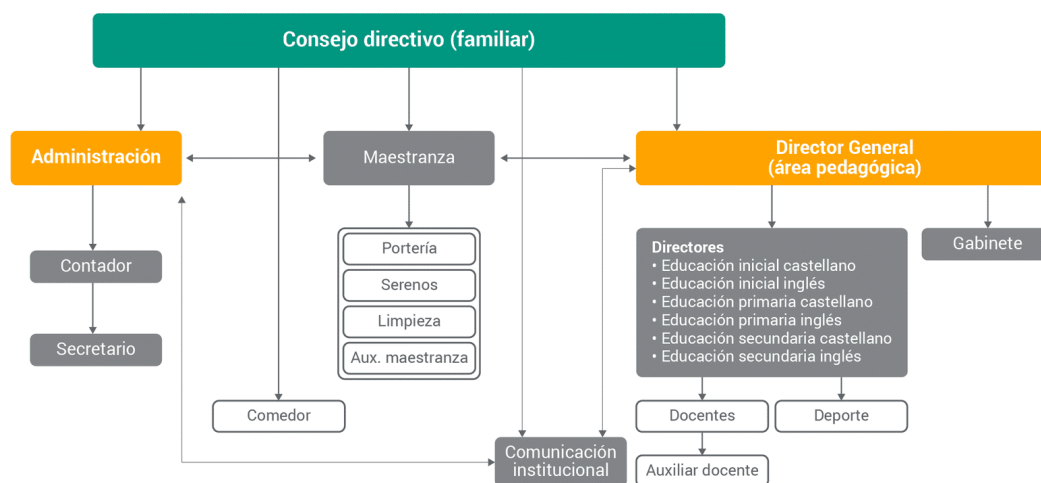 Consejo directivo (familiar)
Administración
Maestranza
Director General
(área pedagógica)
Contador
Secretario
Portería
Serenos
Limpieza
Aux. maestranza
Comedor
Directores
• Educación inicial castellano
• Educación inicial inglés
• Educación primaria castellano
• Educación primaria inglés
• Educación secundaria castellano
• Educación secundaria inglés
Gabinete
Docentes
Deporte
Auxiliar docente
Comunicación
institucional